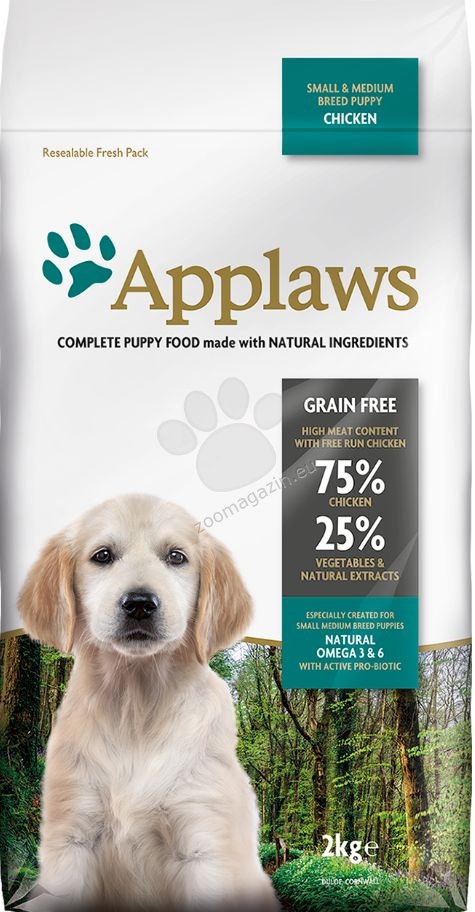 SMALL & MEDIUM
BREED PUPPY
CHICKEN
Resealable Fresh Pack
Applaws
COMPLETE PUPPY FOOD made with NATURAL INGREDIENTS
GRAIN FREE
HIGH MEAT CONTENT
WITH FREE RUN CHICKEN
75%
CHICKEN
25%
VEGETABLES &
NATURAL EXTRACTS
zoomagazin.eu
ESPECIALLY CREATED FOR
SMALL MEDIUM BREED PUPPIES
NATURAL
OMEGA 3 & 6
WITH ACTIVE PRO-BIOTIC
2kg℮